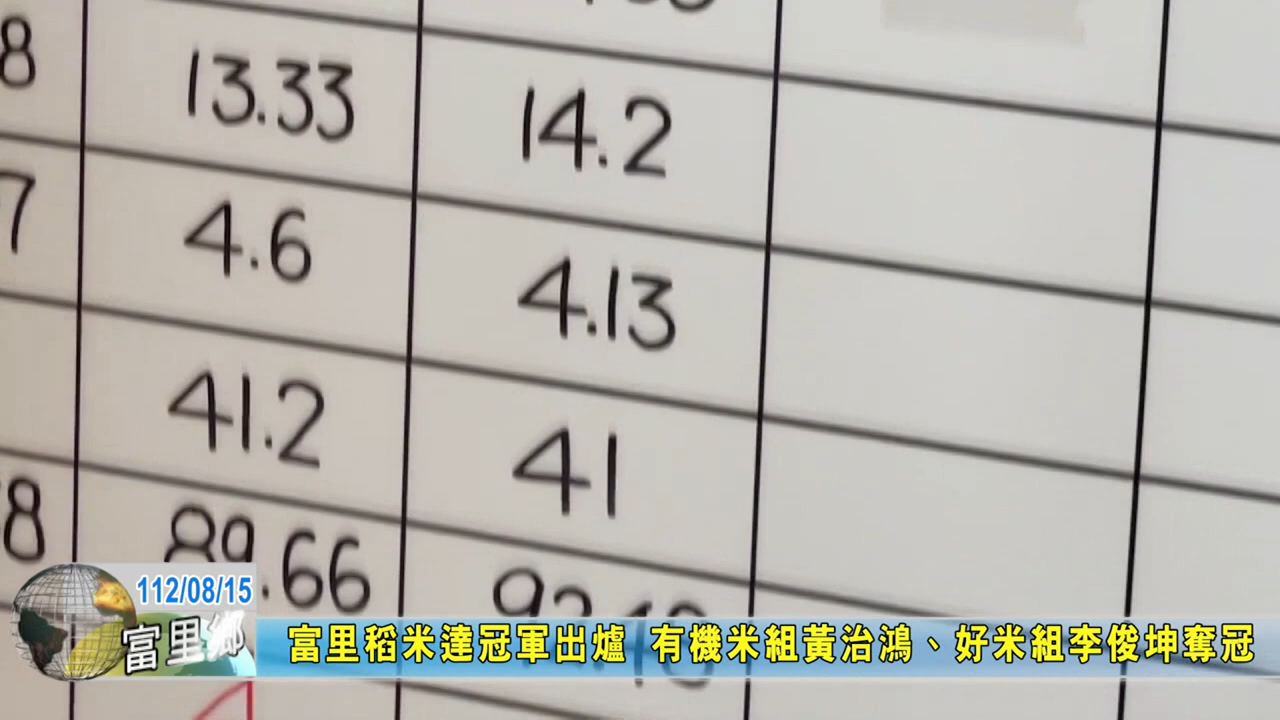 8 13.33 14.2
7 4.6 4.13
41.2 41
8 89.66
112/08/15
富里鄉
富里稻米達冠軍出爐 有機米組黃治鴻、好米組李俊坤奪冠